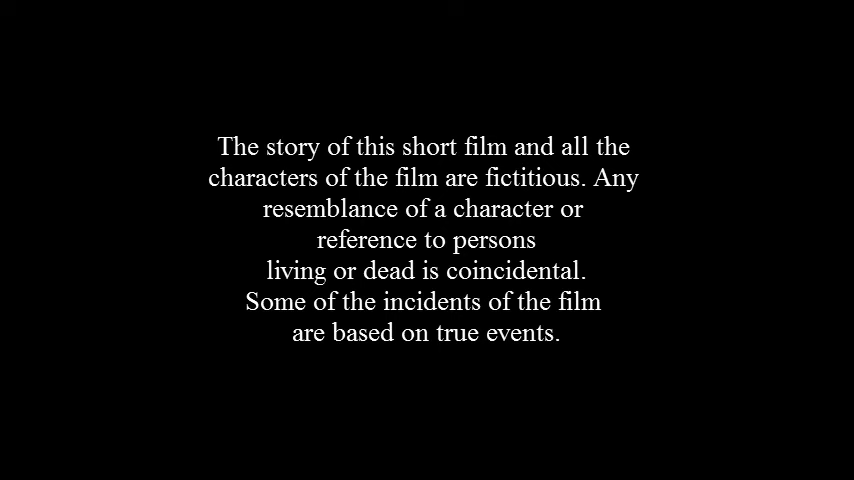 The story of this short film and all the
characters of the film are fictitious. Any
resemblance of a character or
reference to persons
living or dead is coincidental.
Some of the incidents of the film
are based on true events.